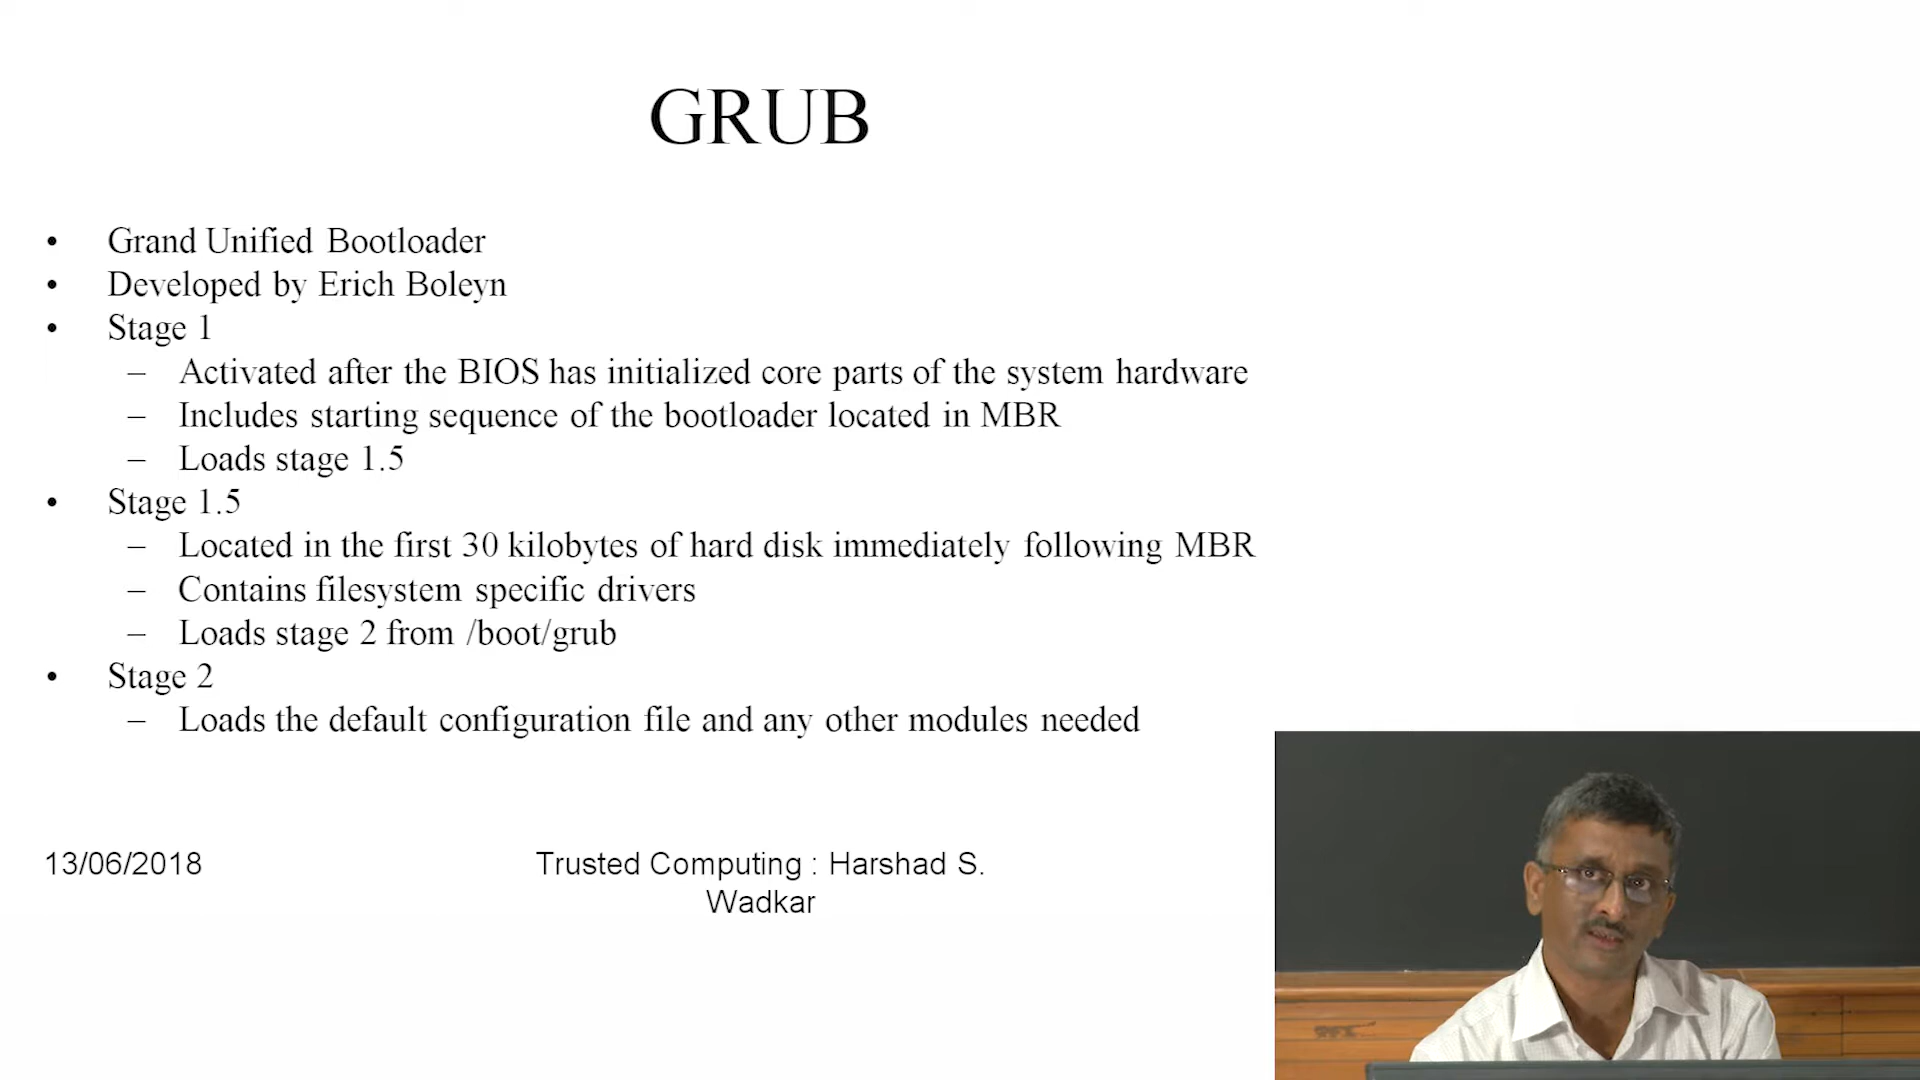 GRUB
• Grand Unified Bootloader
• Developed by Erich Boleyn
• Stage 1
– Activated after the BIOS has initialized core parts of the system hardware
– Includes starting sequence of the bootloader located in MBR
– Loads stage 1.5
• Stage 1.5
– Located in the first 30 kilobytes of hard disk immediately following MBR
– Contains filesystem specific drivers
– Loads stage 2 from /boot/grub
• Stage 2
– Loads the default configuration file and any other modules needed
13/06/2018
Trusted Computing : Harshad S.
Wadkar